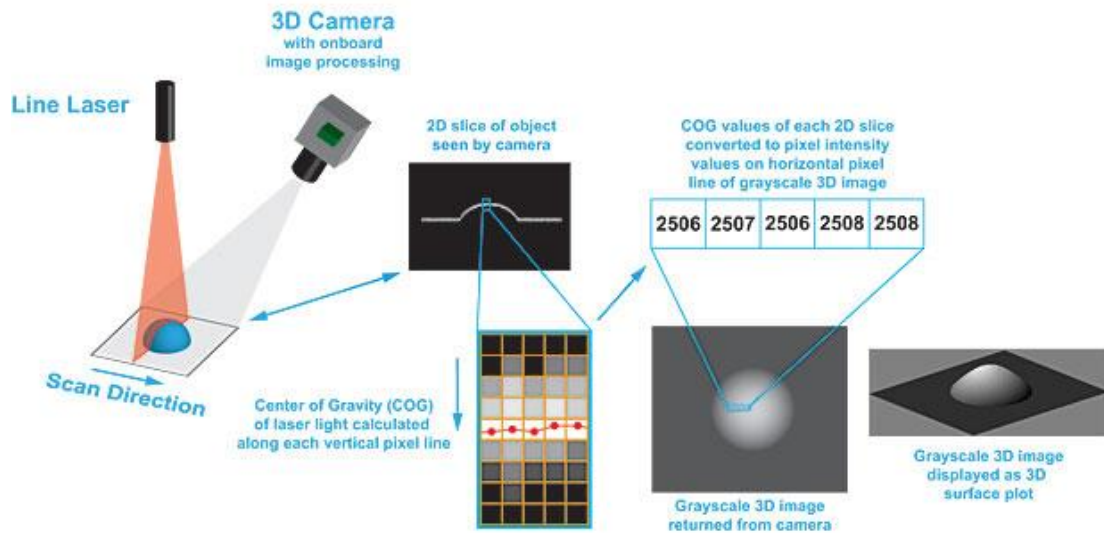 3D Camera
with onboard
image processing
Line Laser
Scan Direction
2D slice of object
seen by camera
Center of Gravity (COG)
of laser light calculated
along each vertical pixel line
COG values of each 2D slice
converted to pixel intensity
values on horizontal pixel
line of grayscale 3D image
2506 2507 2506 2508 2508
Grayscale 3D image
returned from camera
Grayscale 3D image
displayed as 3D
surface plot